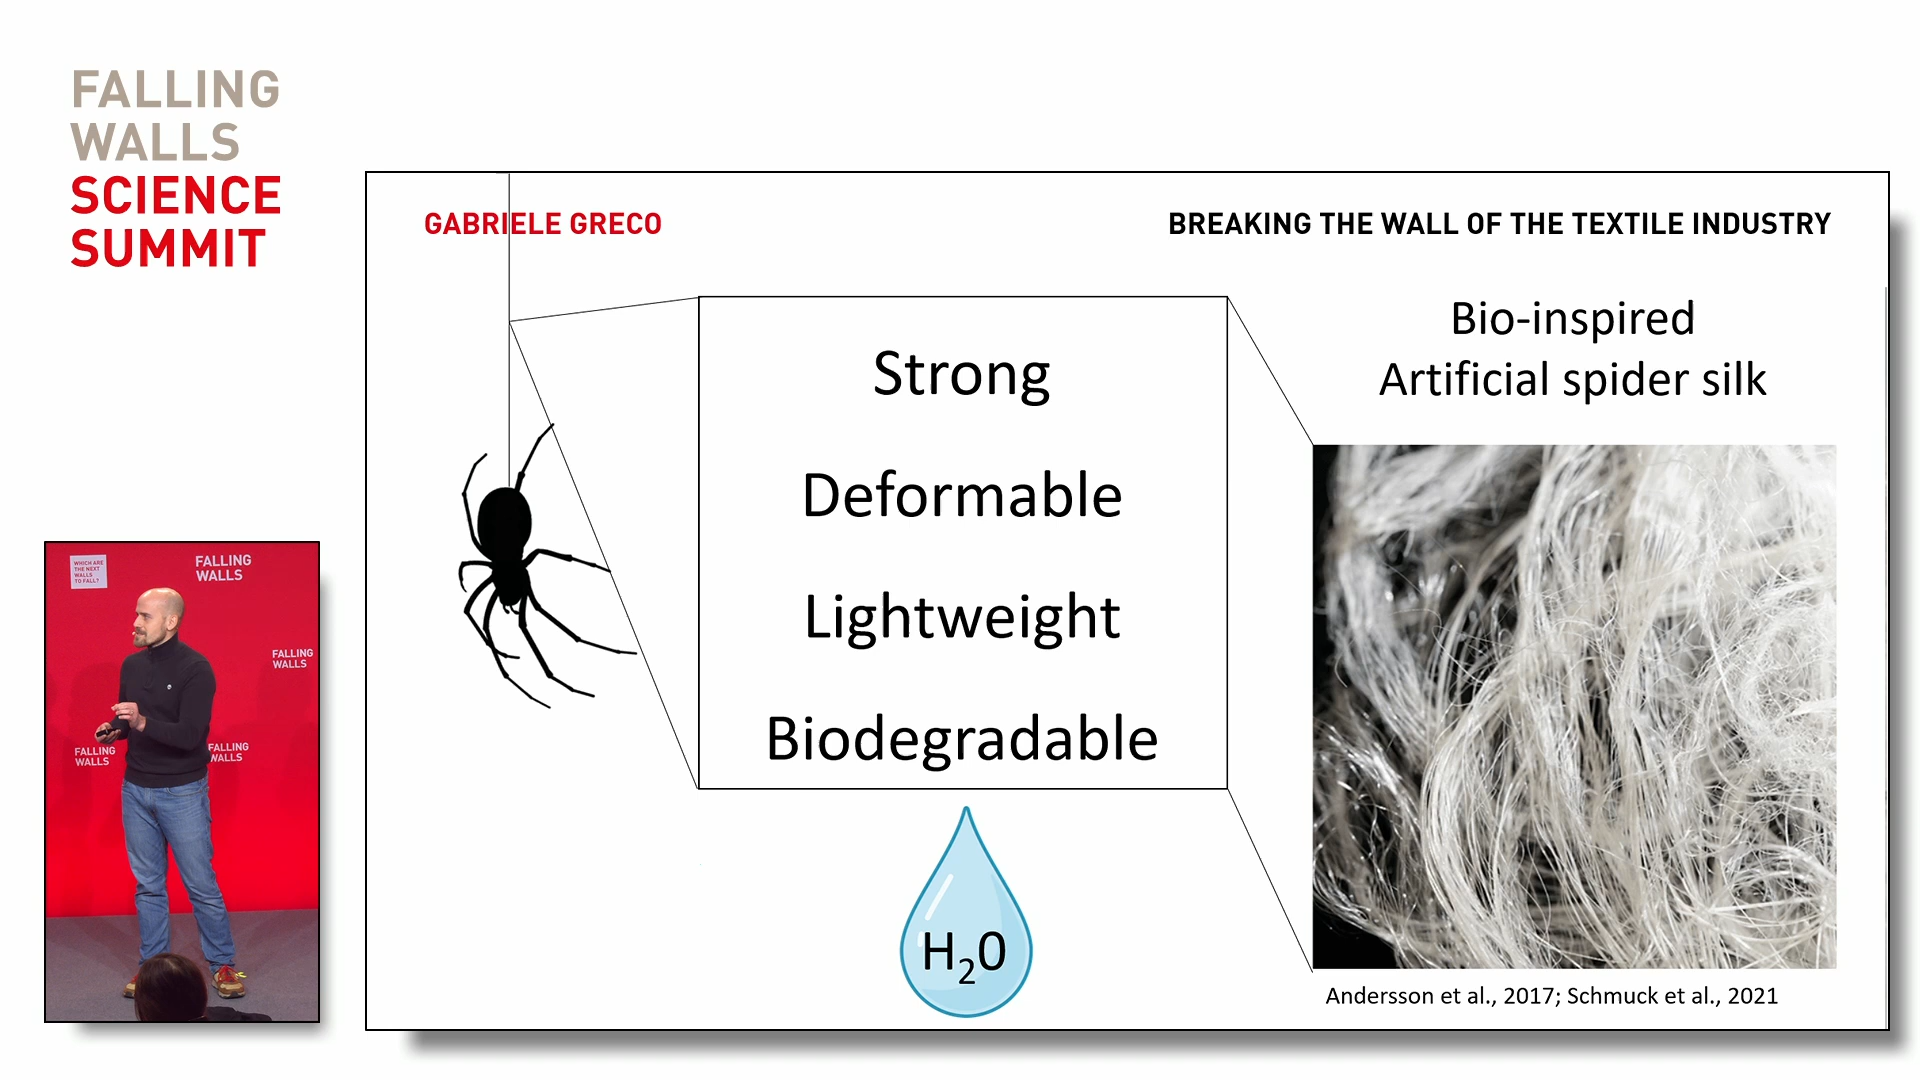 FALLING
WALLS
SCIENCE
SUMMIT
GABRIELE GRECO
BREAKING THE WALL OF THE TEXTILE INDUSTRY
Strong
Deformable
Lightweight
Biodegradable
H₂0
Bio-inspired
Artificial spider silk
Andersson et al., 2017; Schmuck et al., 2021
WHICH ARE
THE NEXT
WALLS
TO FALL?
FALLING
WALLS
FALLING
WALLS
FALLING
WALLS
FALLING
WALLS